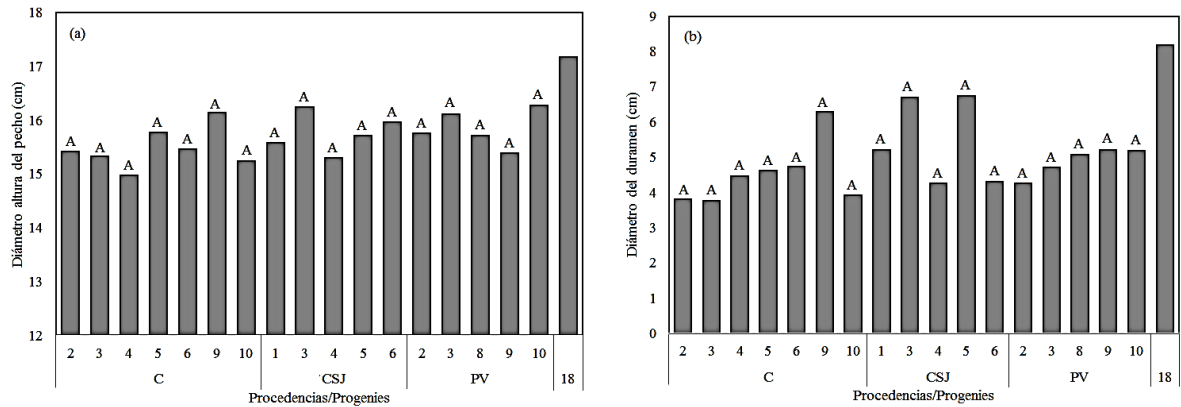 (a)
Diámetro altura del pecho (cm)
18
17
16
15
14
13
12
A A A A A A A A A A A A A A A A A
2 3 4 5 6 9 10 1 3 4 5 6 2 3 8 9 10
C CSJ PV 18
Procedencias/Progenies
(b)
Diámetro del duramen (cm)
9
8
7
6
5
4
3
2
1
0
A A A A A A A A A A A A A A A A A
2 3 4 5 6 9 10 1 3 4 5 6 2 3 8 9 10
C CSJ PV 18
Procedencias/Progenies